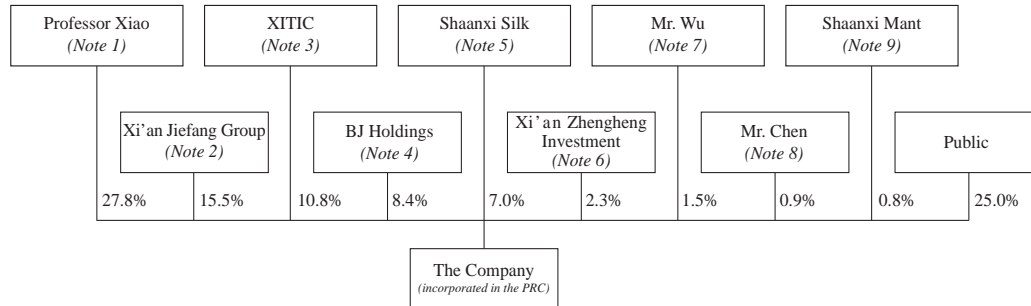 Professor Xiao
(Note 1)
XITIC
(Note 3)
Shaanxi Silk
(Note 5)
Mr. Wu
(Note 7)
Shaanxi Mant
(Note 9)
Xi'an Jiefang Group
(Note 2)
BJ Holdings
(Note 4)
Xi'an Zhengheng
Investment
(Note 6)
Mr. Chen
(Note 8)
Public
27.8%
15.5%
10.8%
8.4%
7.0%
2.3%
1.5%
0.9%
0.8%
25.0%
The Company
(incorporated in the PRC)